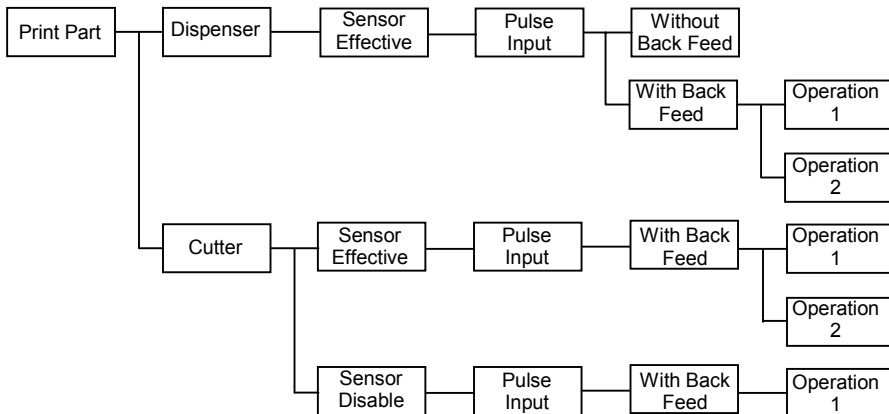 Print Part
Dispenser
Sensor
Effective
Pulse
Input
Without
Back Feed
With Back
Feed
Operation
1
Operation
2
Cutter
Sensor
Effective
Pulse
Input
With Back
Feed
Operation
1
Operation
2
Sensor
Disable
Pulse
Input
With Back
Feed
Operation
1